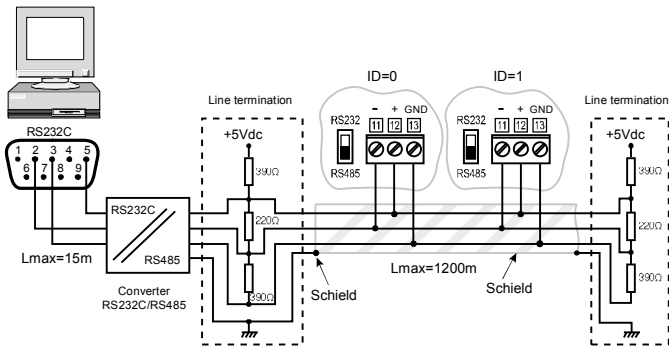 ID=0
ID=1
Line termination
Line termination
- + GND
- + GND
RS232
11 12 13
RS232
11 12 13
RS232C
+5Vdc
+5Vdc
1 2 3 4 5
6 7 8 9
RS485
RS485
390Ω
390Ω
RS232C
220Ω
220Ω
Lmax=15m
RS485
Lmax=1200m
390Ω
390Ω
Converter
RS232C/RS485
Schield
Schield